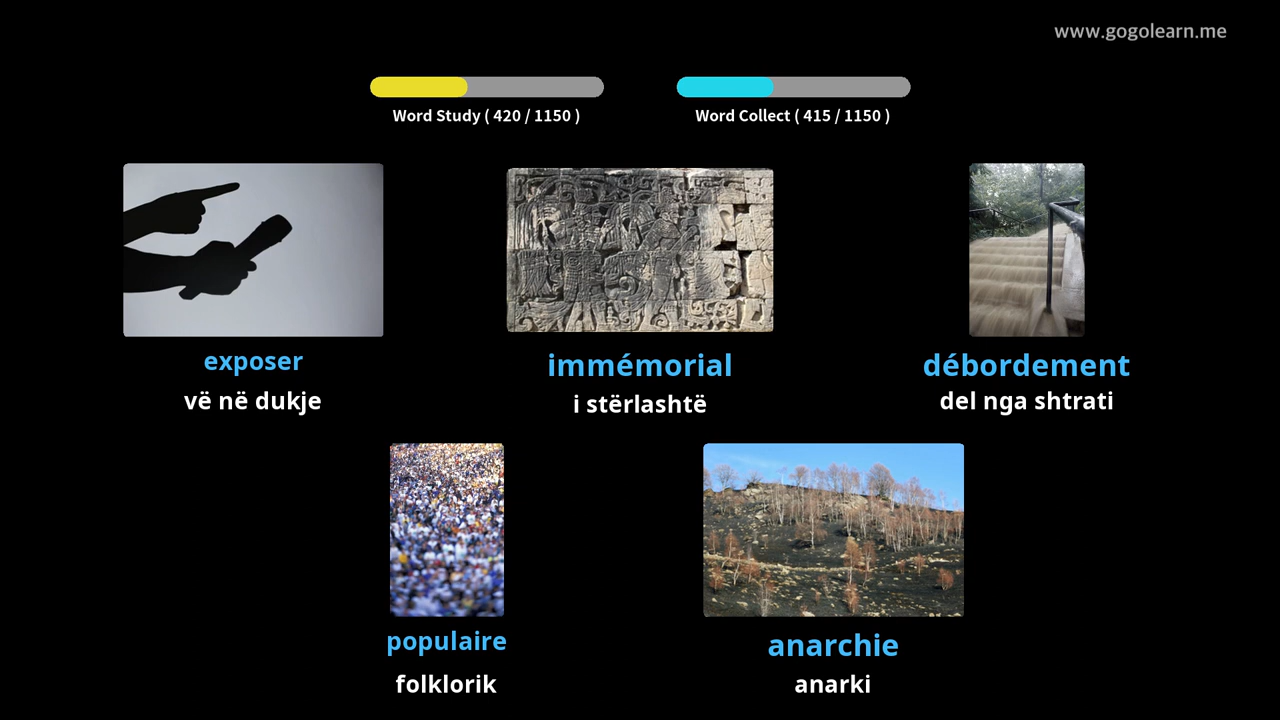 www.gogolearn.me
Word Study ( 420 / 1150 )
Word Collect ( 415 / 1150 )
exposer
vë në dukje
immémorial
i stërlashtë
débordement
del nga shtrati
populaire
folklorik
anarchie
anarki